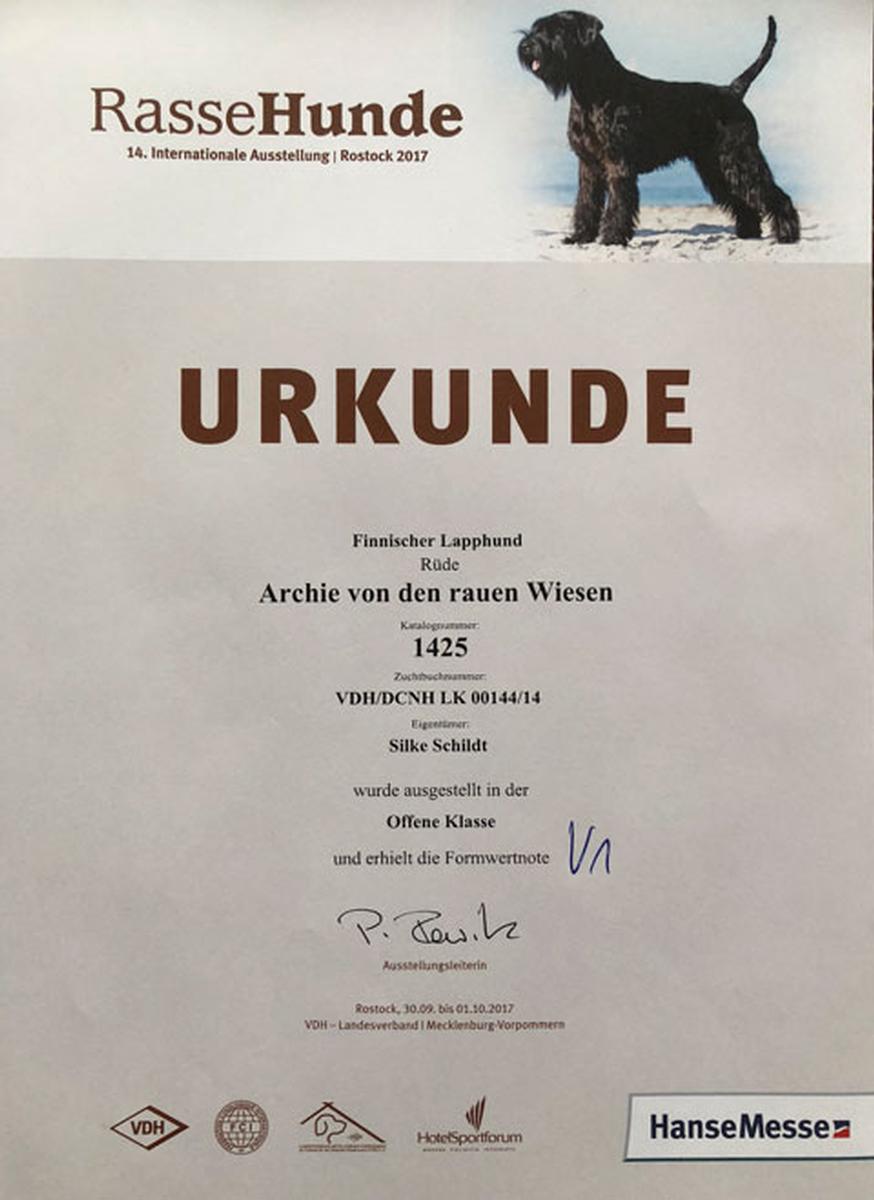 RasseHunde
14. Internationale Ausstellung | Rostock 2017
URKUNDE
Finnischer Lapphund
Rüde
Archie von den rauen Wiesen
Katalognummer:
1425
Zuchtbuchnummer:
VDH/DCNH LK 00144/14
Eigentümer:
Silke Schildt
wurde ausgestellt in der
Offene Klasse
und erhielt die Formwertnote V1
P.
Ausstellungsleiterin
Rostock, 30.09. bis 01.10.2017
VDH – Landesverband | Mecklenburg-Vorpommern
VDH
FCI
HotelSportforum
HanseMesse